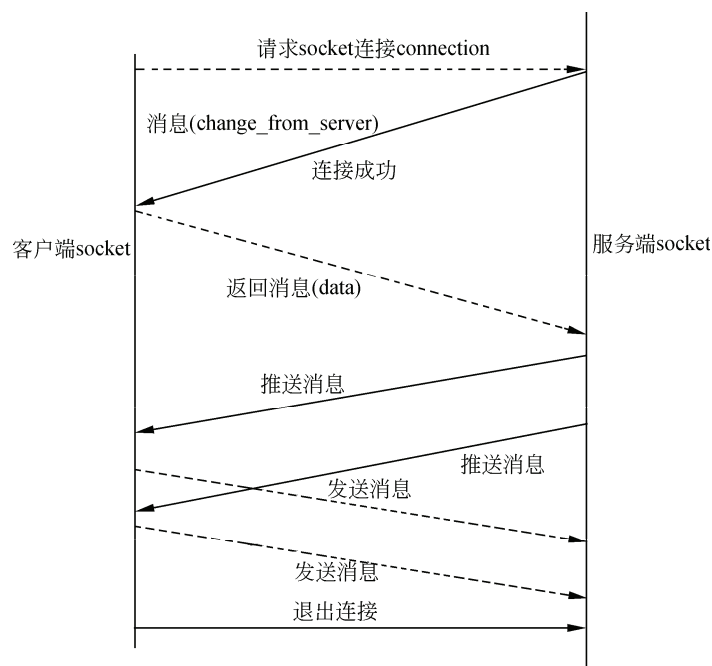 请求socket连接connection
消息(change_from_server)
连接成功
客户端socket
服务端socket
返回消息(data)
推送消息
推送消息
发送消息
发送消息
退出连接